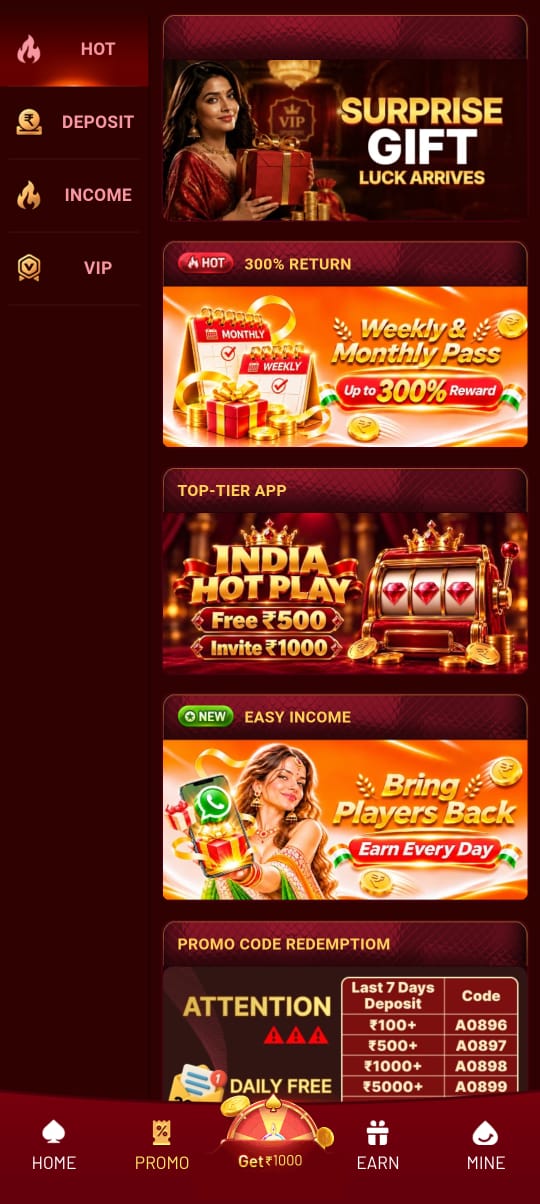 HOT
DEPOSIT
INCOME
VIP
VIP
SURPRISE
GIFT
LUCK ARRIVES
HOT
300% RETURN
MONTHLY
WEEKLY
Weekly &
Monthly Pass
Up to 300% Reward
TOP-TIER APP
INDIA
HOT PLAY
Free ₹500
Invite ₹1000
NEW
EASY INCOME
Bring
Players Back
Earn Every Day
PROMO CODE REDEMPTIOM
ATTENTION
DAILY FREE
1
Last 7 Days Deposit Code
₹100+ A0896
₹500+ A0897
₹1000+ A0898
₹5000+ A0899
HOME
PROMO
Get ₹1000
EARN
MINE